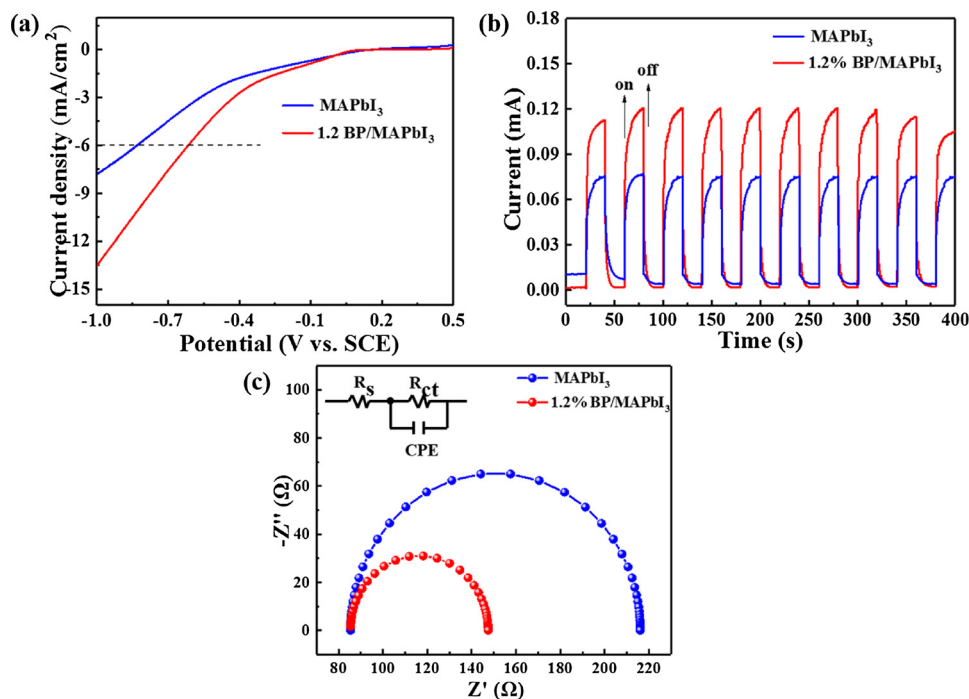 (a)
Current density (mA/cm²)
0
-3
-6
-9
-12
-15
MAPbI₃
1.2 BP/MAPbI₃
-1.0 -0.7 -0.4 -0.1 0.2 0.5
Potential (V vs. SCE)
(b)
Current (mA)
0.18
0.15
0.12
0.09
0.06
0.03
0.00
MAPbI₃
1.2% BP/MAPbI₃
on off
0 50 100 150 200 250 300 350 400
Time (s)
(c)
-Z'' (Ω)
100
80
60
40
20
0
Rs Rct
CPE
MAPbI₃
1.2% BP/MAPbI₃
80 100 120 140 160 180 200 220
Z' (Ω)